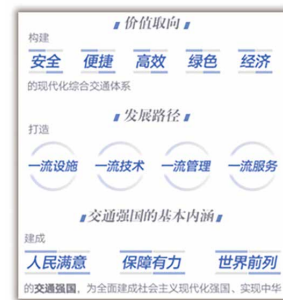 价值取向
构建
安全 便捷 高效 绿色 经济
的现代化综合交通体系
发展路径
打造
一流设施 一流技术 一流管理 一流服务
交通强国的基本内涵
建成
人民满意 保障有力 世界前列
的交通强国，为全面建成社会主义现代化强国、实现中华